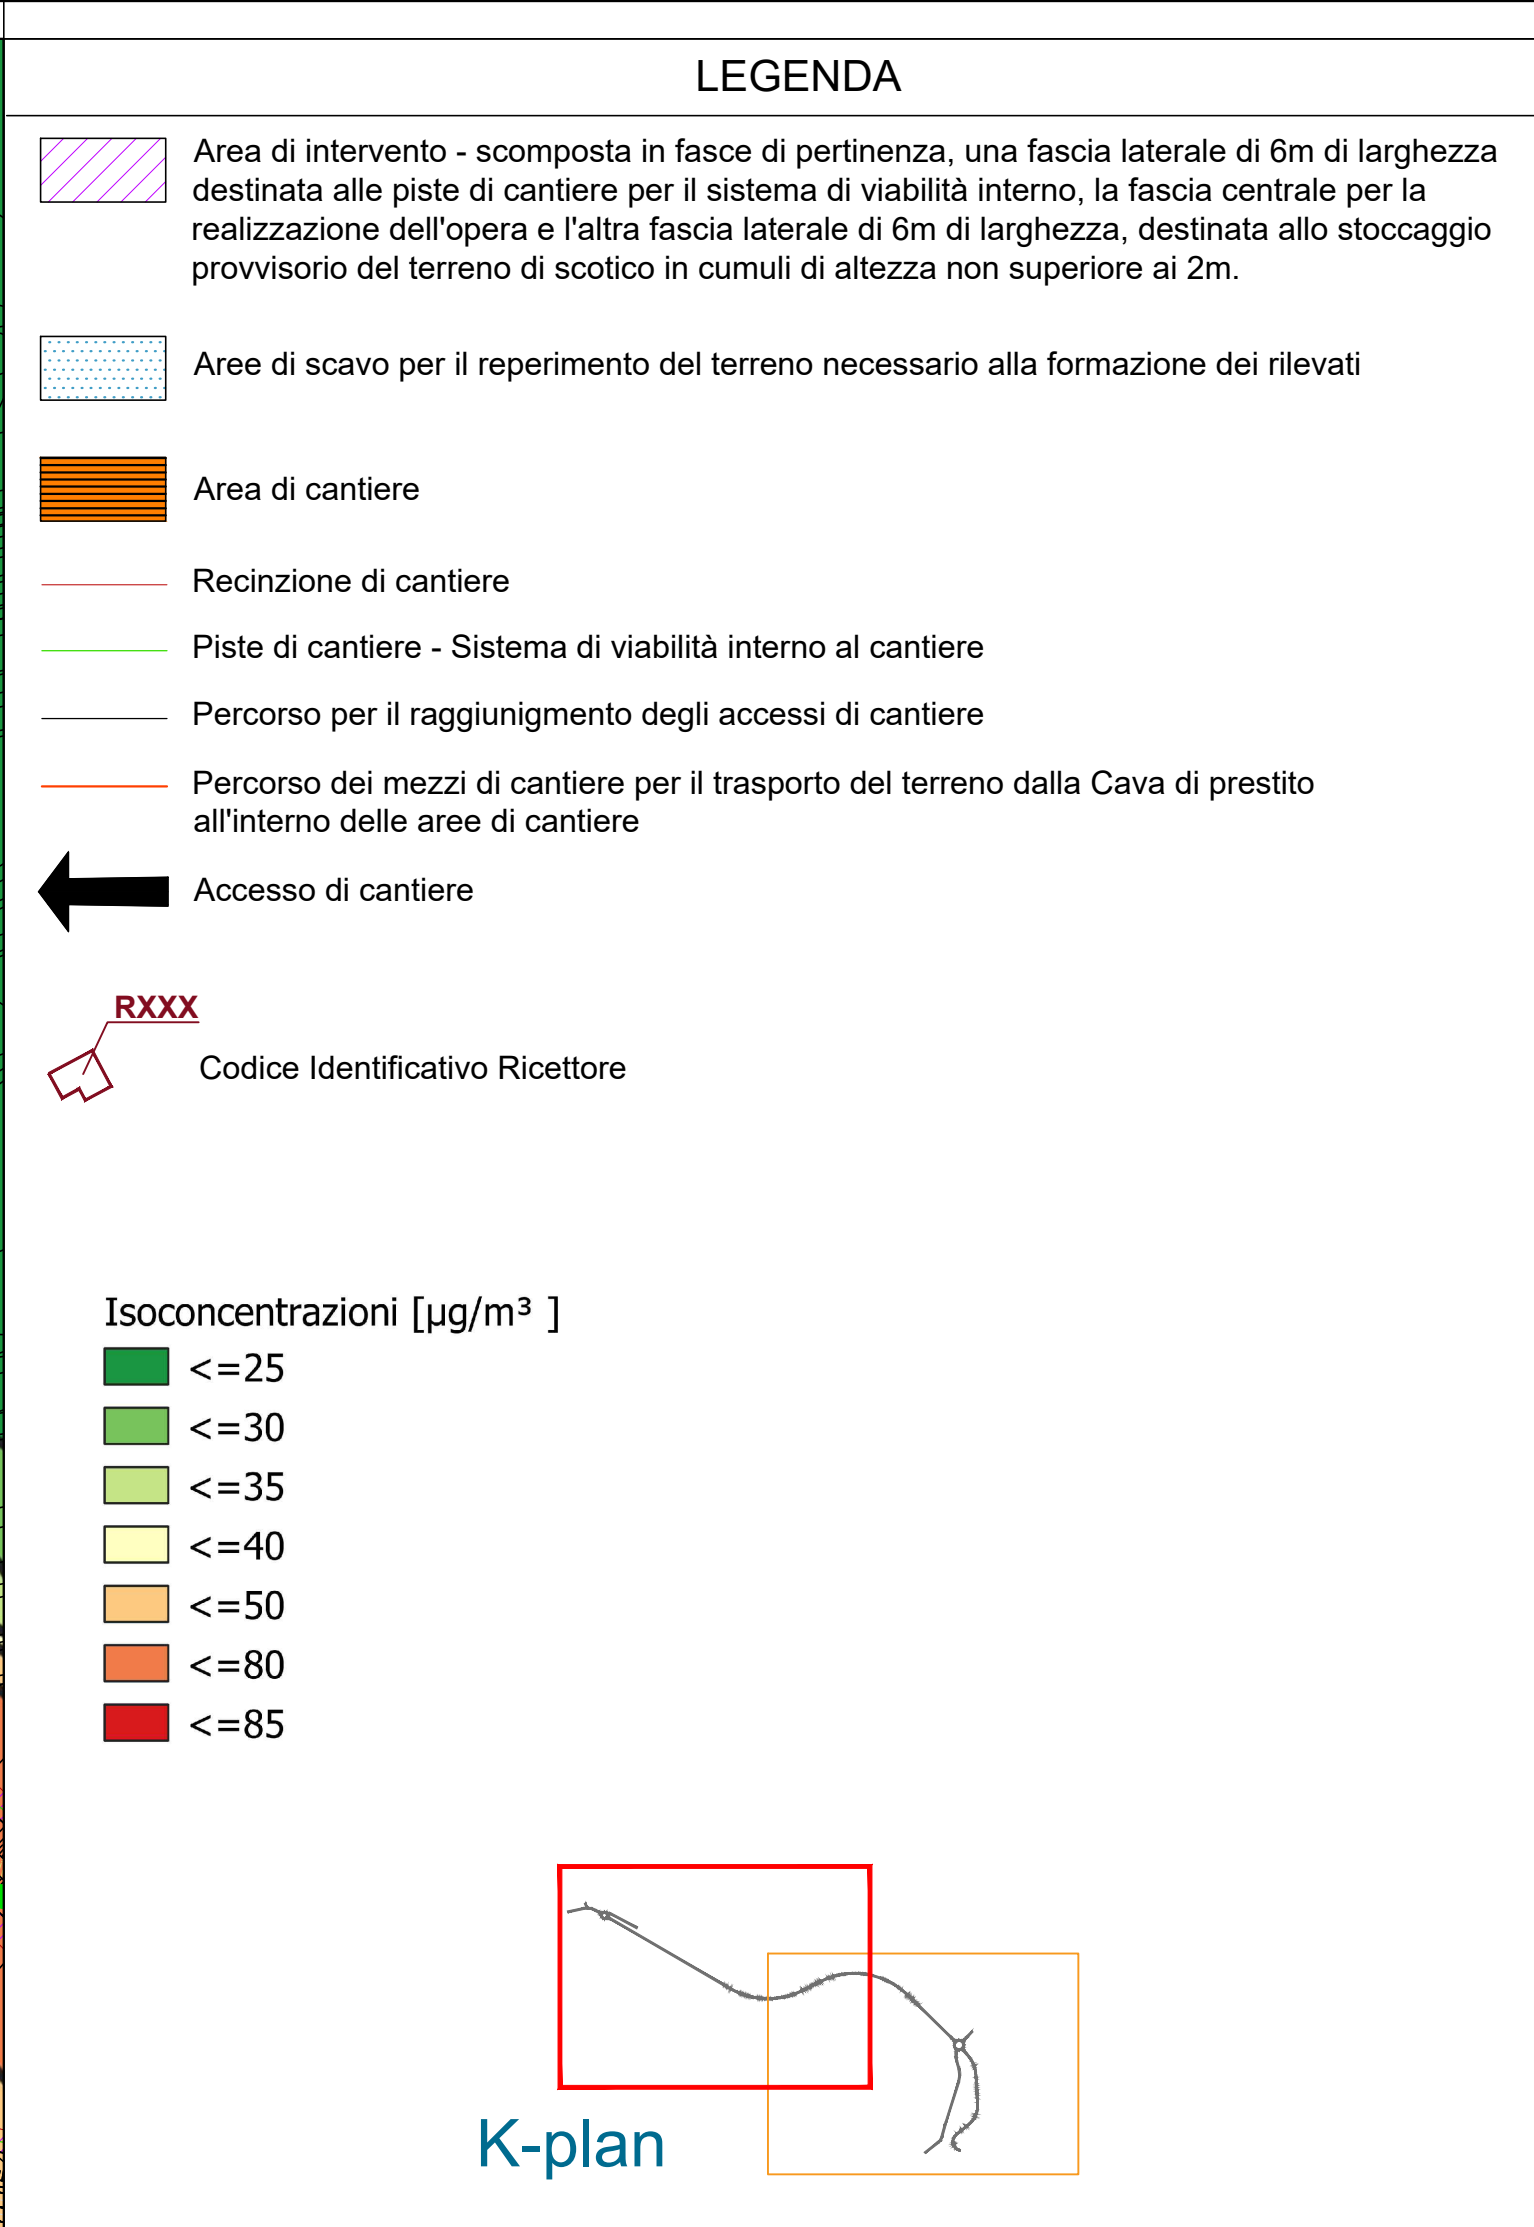 LEGENDA
Area di intervento - scomposta in fasce di pertinenza, una fascia laterale di 6m di larghezza
destinata alle piste di cantiere per il sistema di viabilità interno, la fascia centrale per la
realizzazione dell'opera e l'altra fascia laterale di 6m di larghezza, destinata allo stoccaggio
provvisorio del terreno di scotico in cumuli di altezza non superiore ai 2m.
Aree di scavo per il reperimento del terreno necessario alla formazione dei rilevati
Area di cantiere
Recinzione di cantiere
Piste di cantiere - Sistema di viabilità interno al cantiere
Percorso per il raggiunigmento degli accessi di cantiere
Percorso dei mezzi di cantiere per il trasporto del terreno dalla Cava di prestito
all'interno delle aree di cantiere
Accesso di cantiere
RXXX
Codice Identificativo Ricettore
Isoconcentrazioni [µg/m³ ]
<=25
<=30
<=35
<=40
<=50
<=80
<=85
K-plan